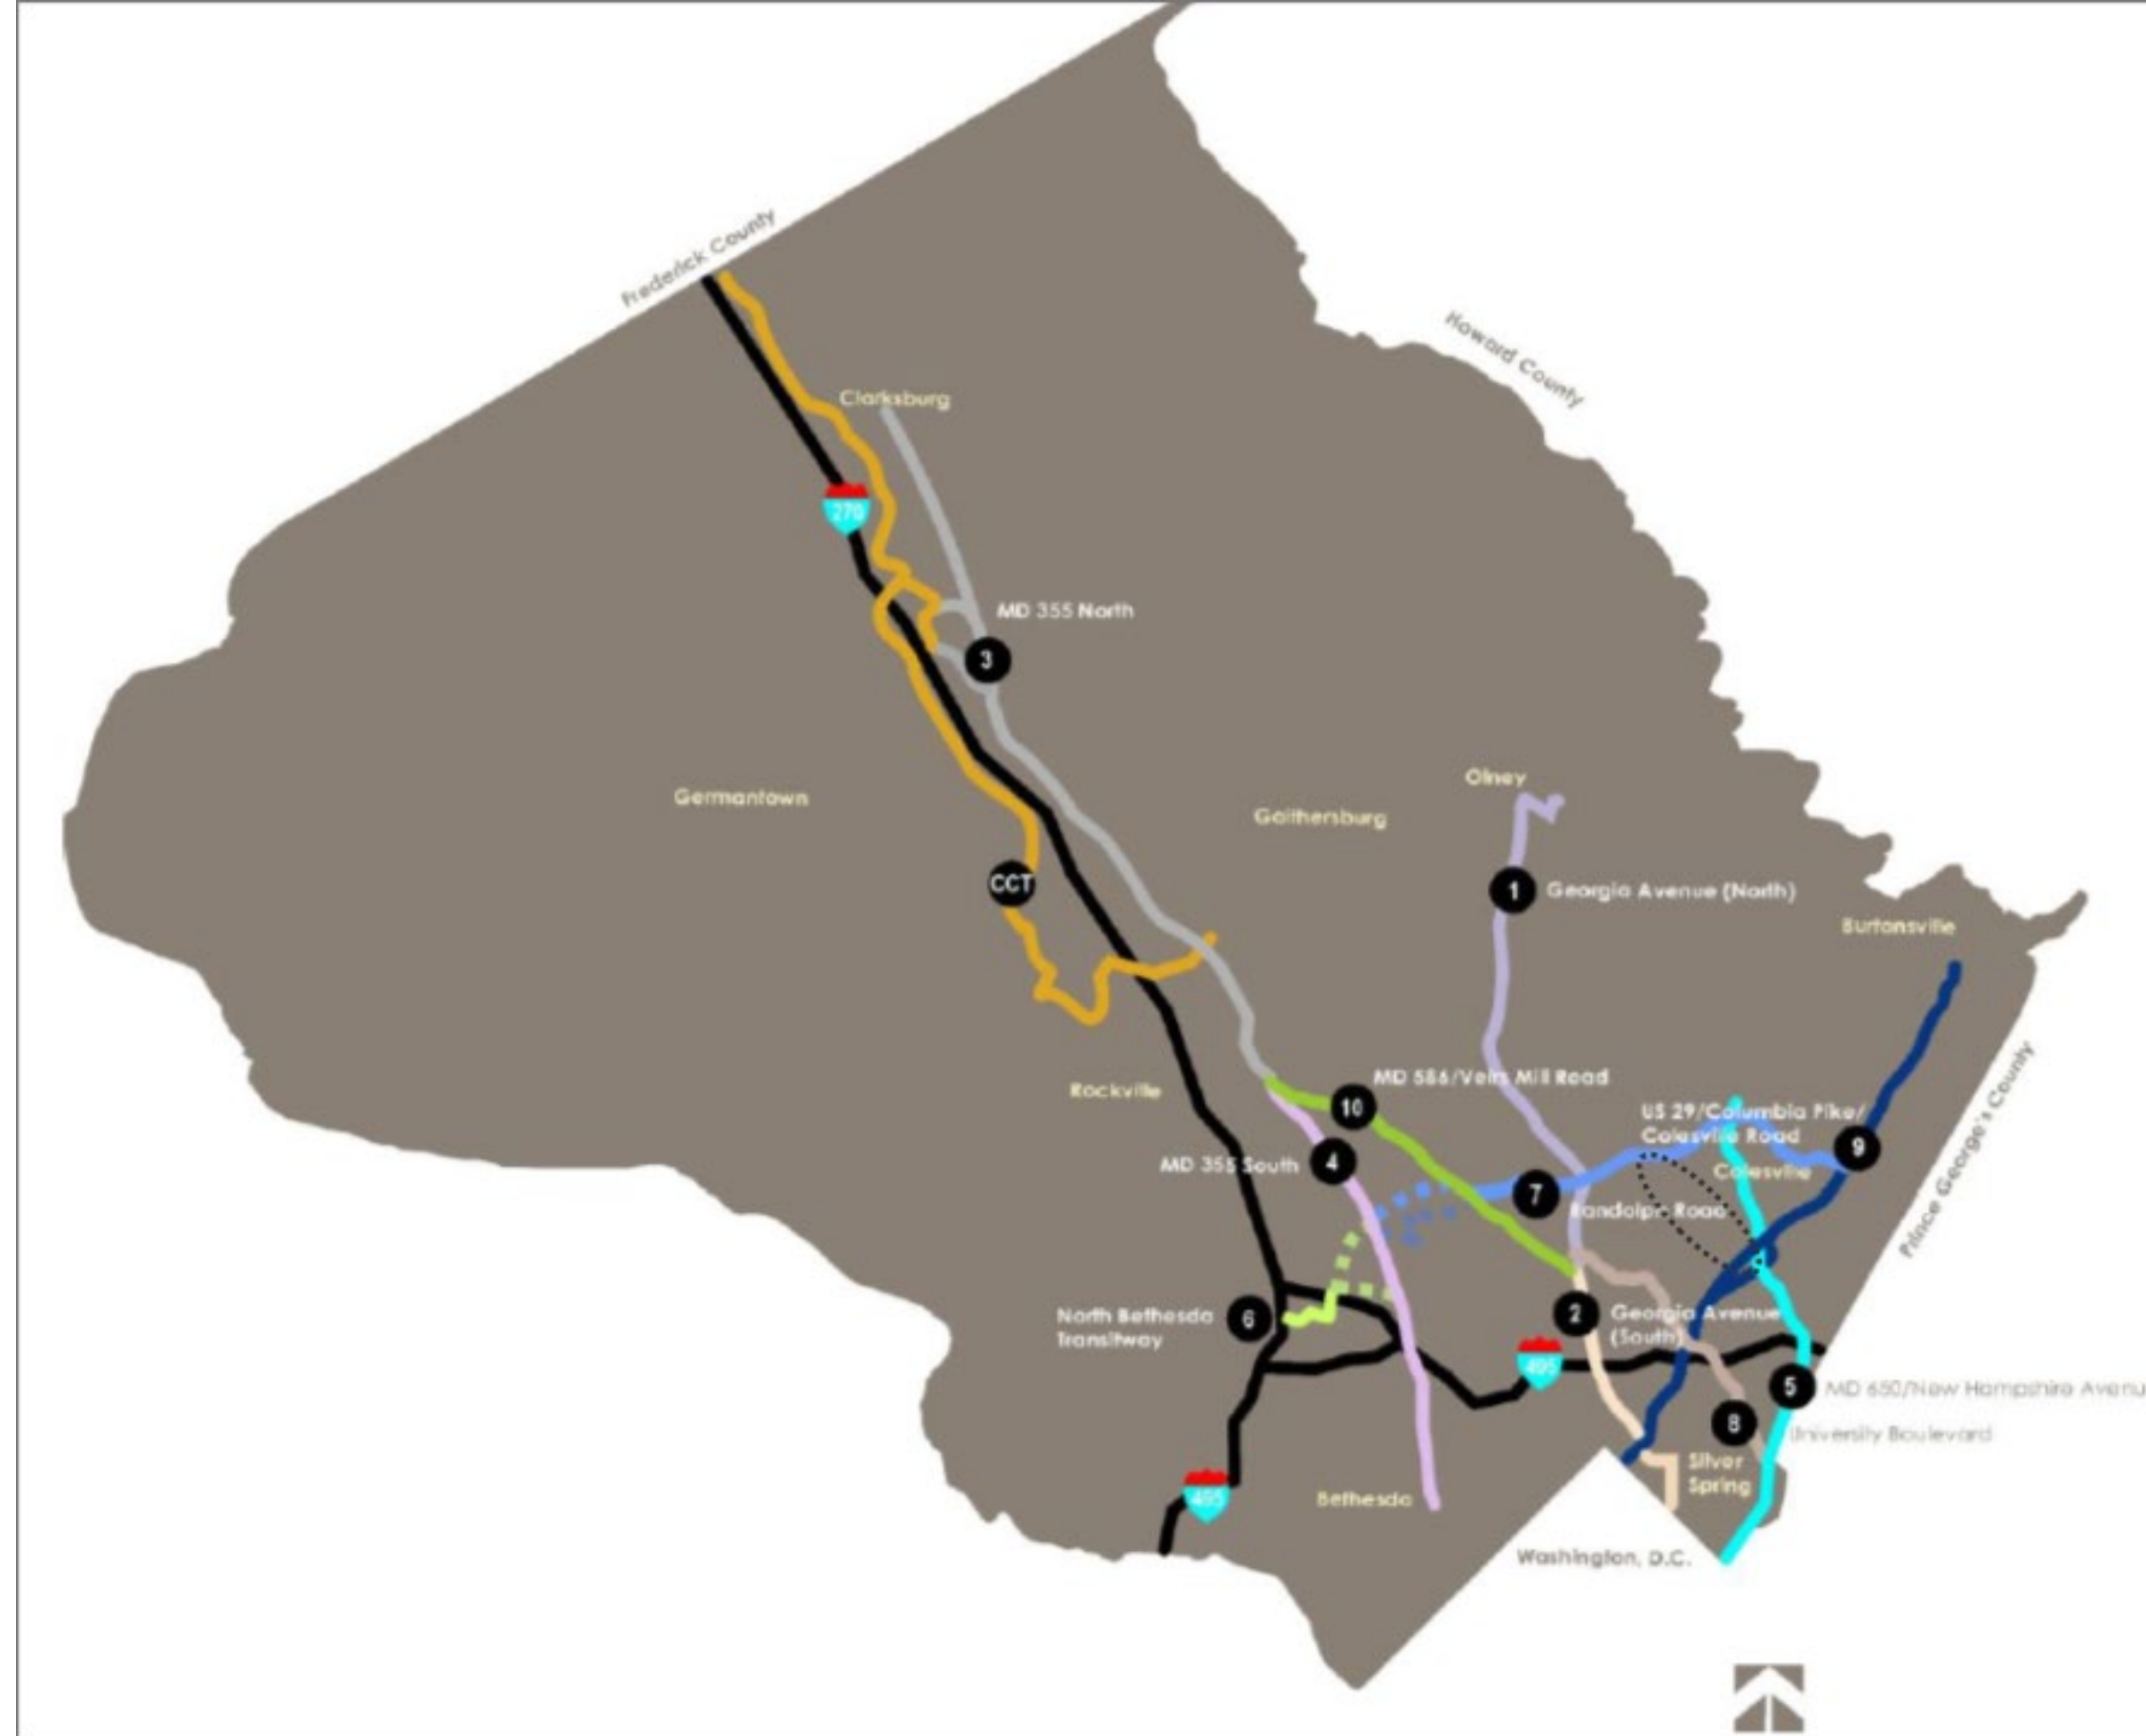 Frederick County
Howard County
Clarksburg
270
MD 355 North
3
Olney
Germantown
Gaithersburg
CCT
1
Georgia Avenue (North)
Burtonsville
Prince George's County
Rockville
MD 586/Veirs Mill Road
10
US 29/Columbia Pike/
Colesville Road
9
MD 355 South
4
Colesville
7
Randolph Road
North Bethesda
Transitway
6
2
Georgia Avenue
(South)
495
5
MD 650/New Hampshire Avenu
8
University Boulevard
Silver
Spring
495
Bethesda
Washington, D.C.